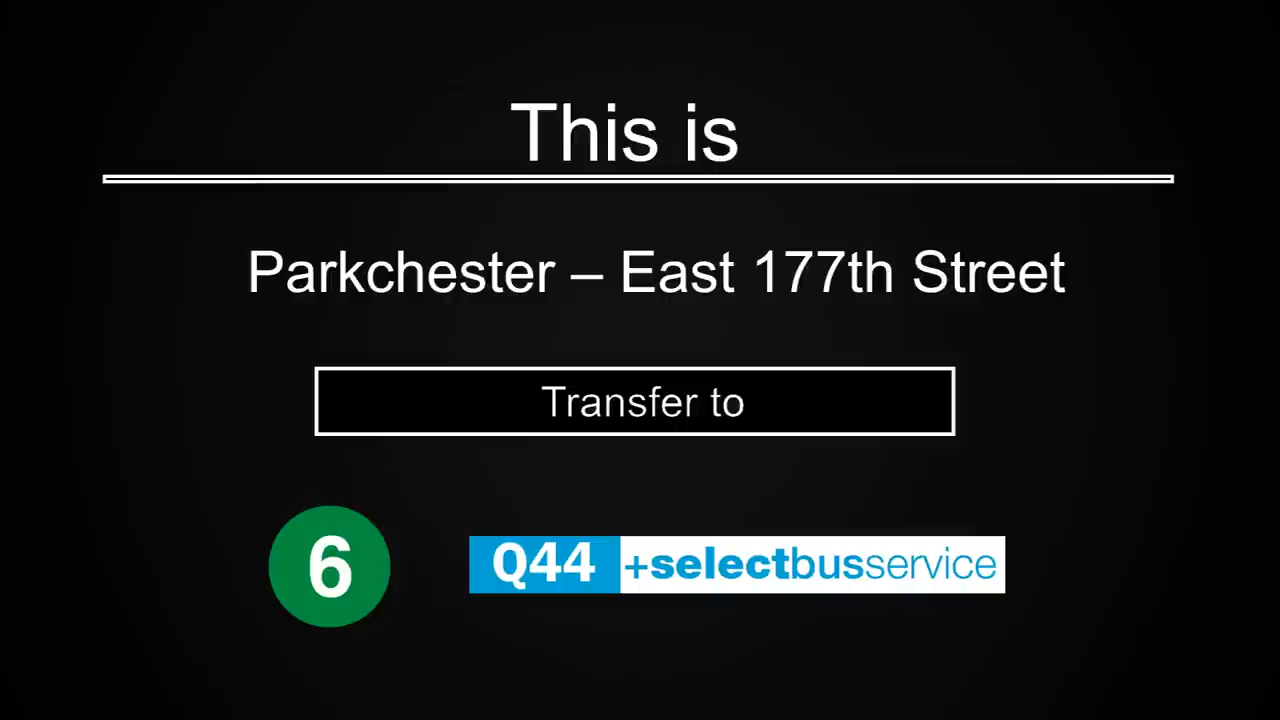 This is
Parkchester – East 177th Street
Transfer to
6
Q44 +selectbusservice